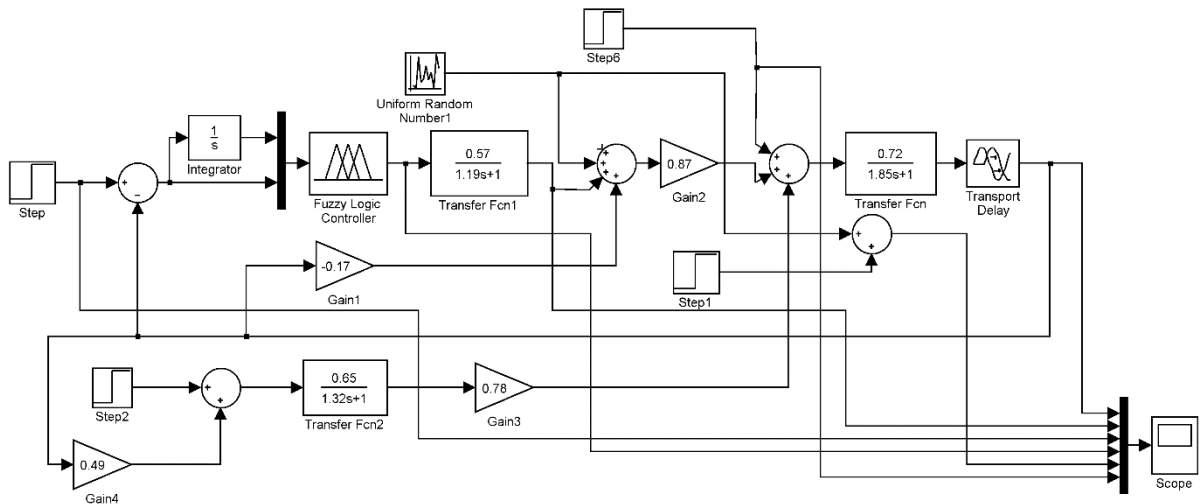 Step6
Uniform Random
Number1
1
s
Integrator
Step
+
−
Fuzzy Logic
Controller
0.57
1.19s+1
Transfer Fcn1
+
+
+
+
0.87
Gain2
+
+
+
0.72
1.85s+1
Transfer Fcn
Transport
Delay
+
+
Step1
-0.17
Gain1
Step2
+
+
0.65
1.32s+1
Transfer Fcn2
0.78
Gain3
0.49
Gain4
Scope